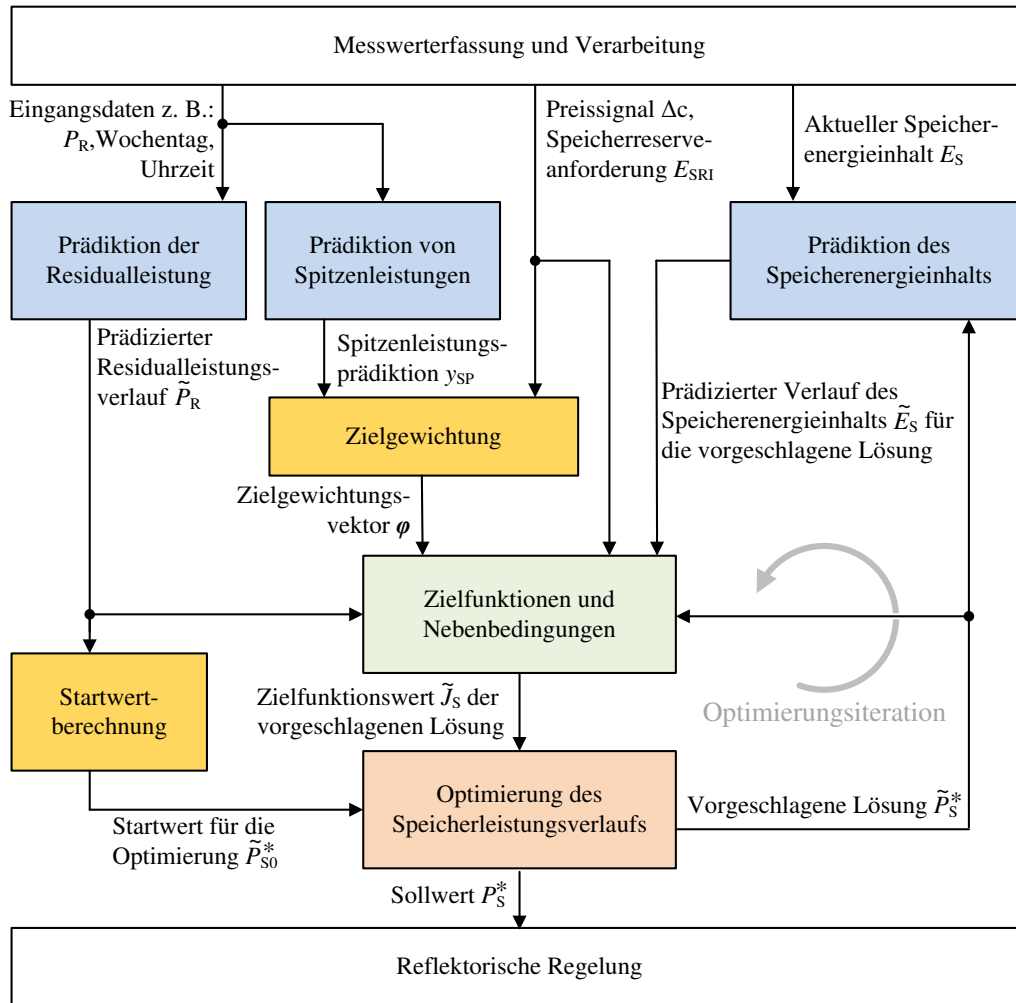 Messwerterfassung und Verarbeitung
Eingangsdaten z. B.:
P_R,Wochentag,
Uhrzeit
Preissignal Δc,
Speicherreserve-
anforderung E_SRI
Aktueller Speicher-
energieinhalt E_S
Prädiktion der
Residualleistung
Prädiktion von
Spitzenleistungen
Prädiktion des
Speicherenergieinhalts
Prädizierter
Residualleistungs-
verlauf P̃_R
Spitzenleistungs-
prädiktion y_SP
Prädizierter Verlauf des
Speicherenergieinhalts Ẽ_S für
die vorgeschlagene Lösung
Zielgewichtung
Zielgewichtungs-
vektor φ
Zielfunktionen und
Nebenbedingungen
Startwert-
berechnung
Zielfunktionswert J̃_S der
vorgeschlagenen Lösung
Optimierungsiteration
Optimierung des
Speicherleistungsverlaufs
Vorgeschlagene Lösung P̃_S^*
Startwert für die
Optimierung P̃_S0^*
Sollwert P_S^*
Reflektorische Regelung